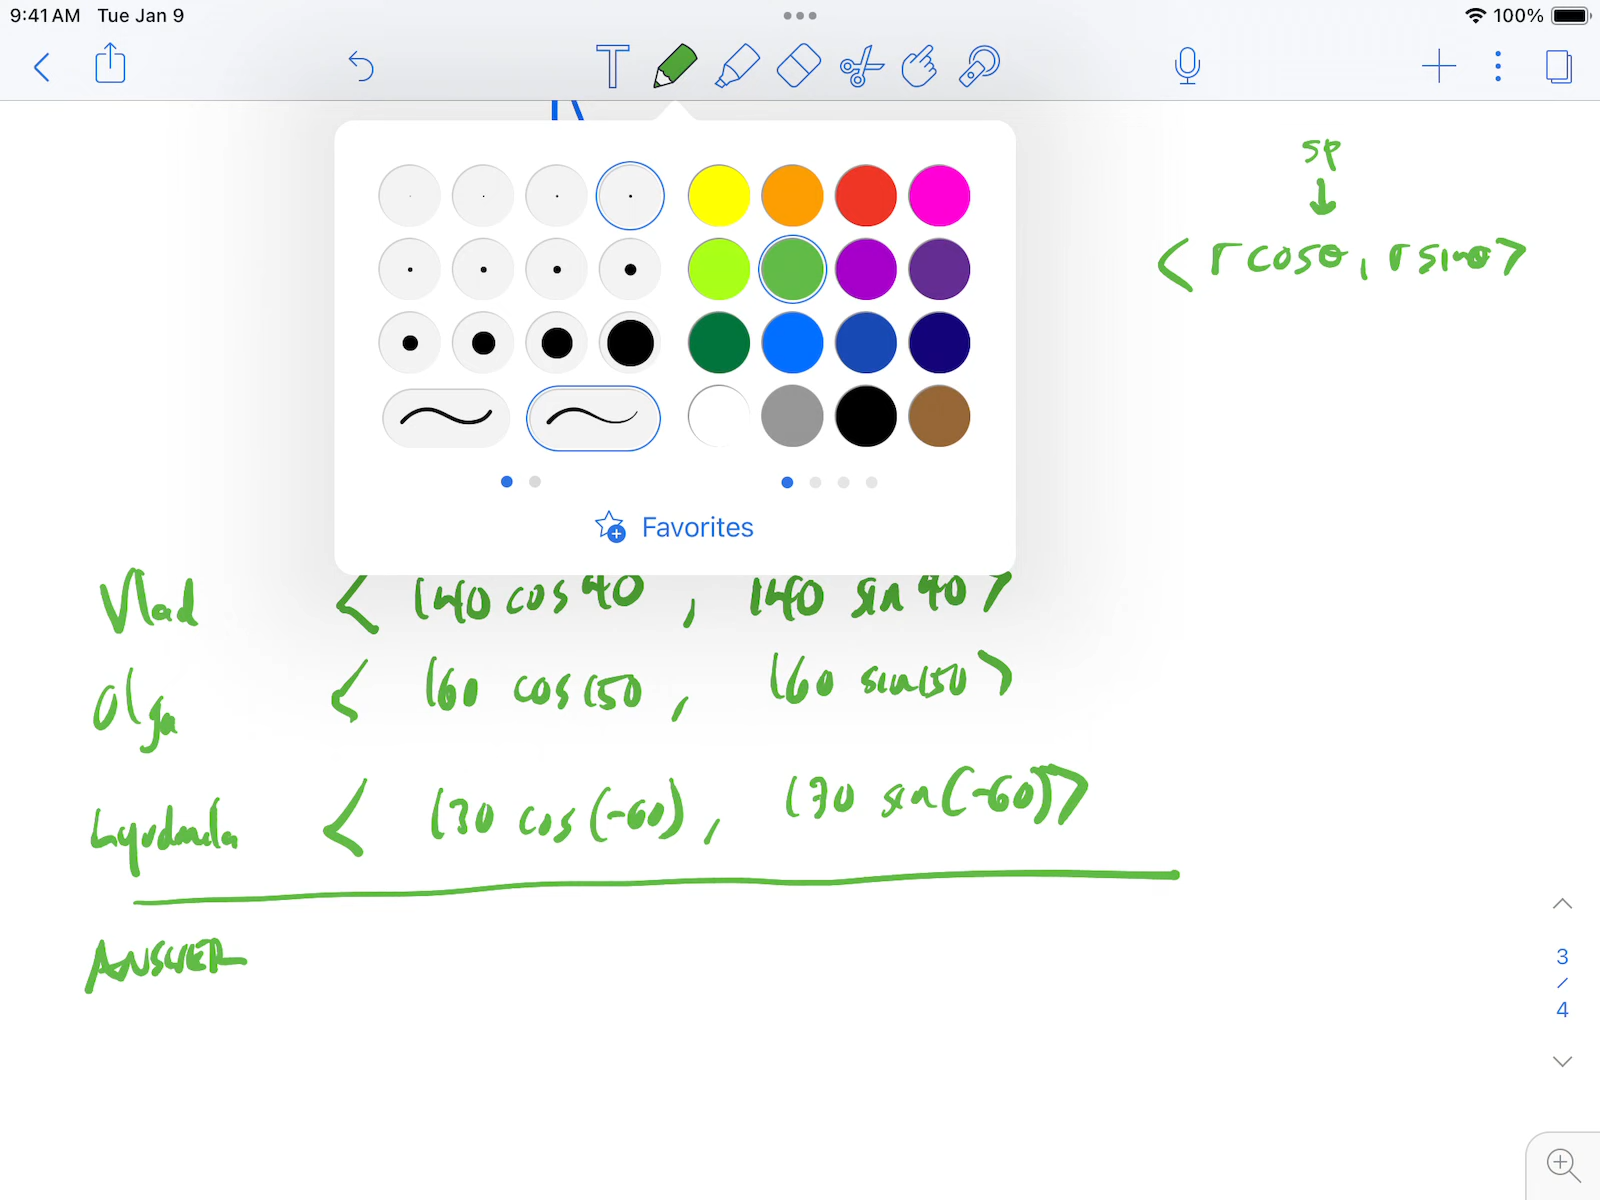 9:41 AM Tue Jan 9 100%
sp
↓
< r cosθ, r sinθ >
Favorites
Vlad < 140 cos 40 , 140 sin 40 >
Olga < 160 cos 150 , 160 sin 150 >
Lyudmila < 130 cos (-60) , 130 sin (-60) >
ANSWER
3
/
4